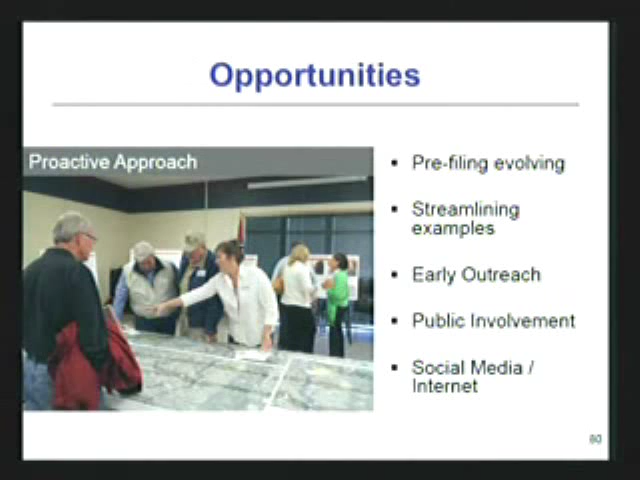 Opportunities
Proactive Approach
▪ Pre-filing evolving
▪ Streamlining
examples
▪ Early Outreach
▪ Public Involvement
▪ Social Media /
Internet
80